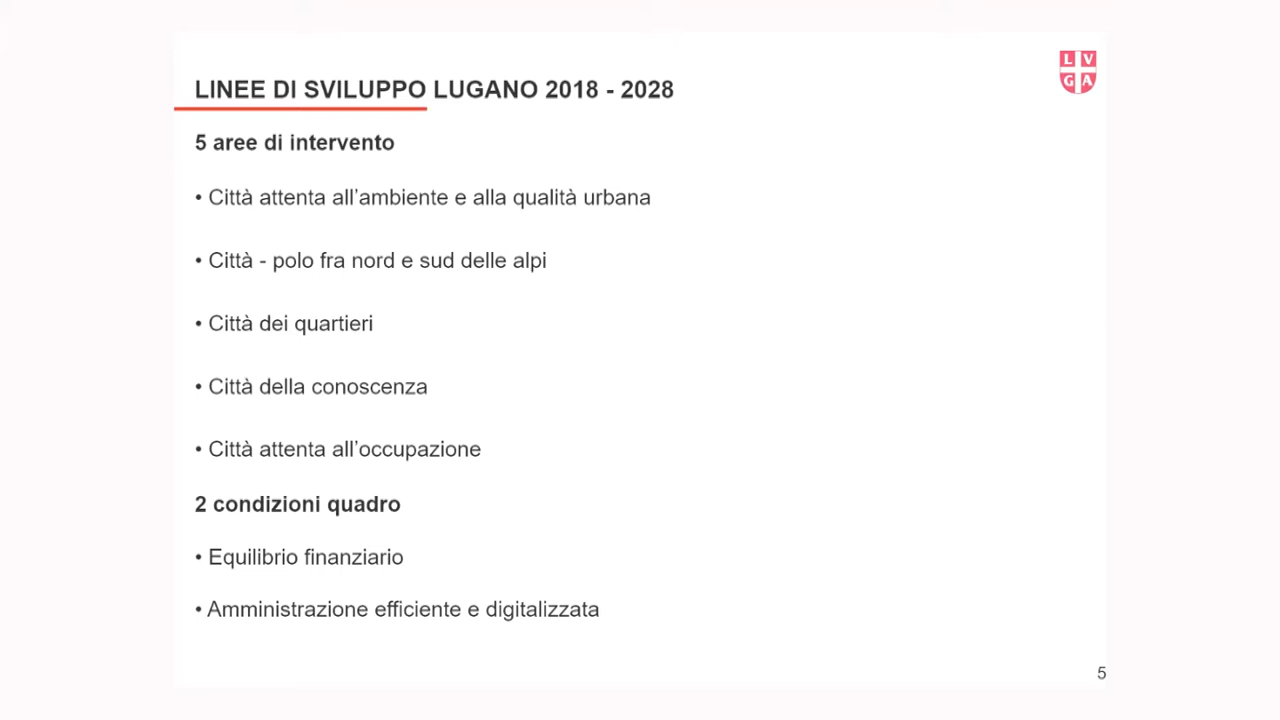 LINEE DI SVILUPPO LUGANO 2018 - 2028
LV
GA
5 aree di intervento
• Città attenta all’ambiente e alla qualità urbana
• Città - polo fra nord e sud delle alpi
• Città dei quartieri
• Città della conoscenza
• Città attenta all’occupazione
2 condizioni quadro
• Equilibrio finanziario
• Amministrazione efficiente e digitalizzata
5